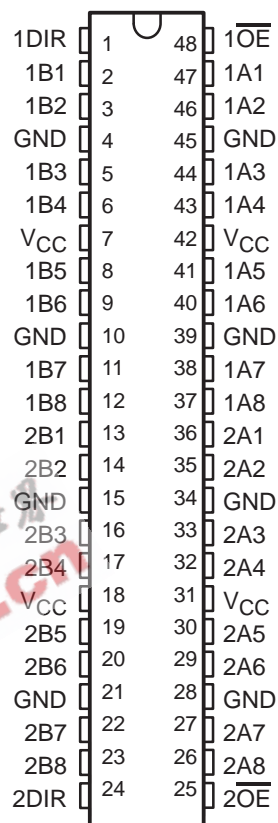 1DIR 1 48 1O̅E̅
1B1 2 47 1A1
1B2 3 46 1A2
GND 4 45 GND
1B3 5 44 1A3
1B4 6 43 1A4
VCC 7 42 VCC
1B5 8 41 1A5
1B6 9 40 1A6
GND 10 39 GND
1B7 11 38 1A7
1B8 12 37 1A8
2B1 13 36 2A1
2B2 14 35 2A2
GND 15 34 GND
2B3 16 33 2A3
2B4 17 32 2A4
VCC 18 31 VCC
2B5 19 30 2A5
2B6 20 29 2A6
GND 21 28 GND
2B7 22 27 2A7
2B8 23 26 2A8
2DIR 24 25 2O̅E̅